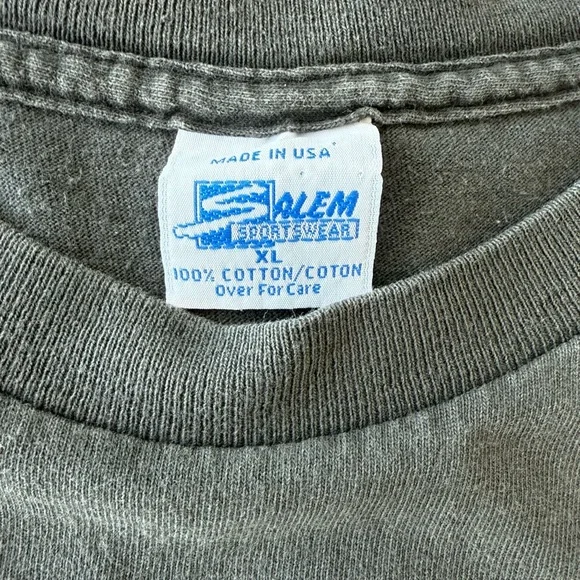 MADE IN USA
SALEM
SPORTSWEAR
XL
100% COTTON/COTON
Over For Care